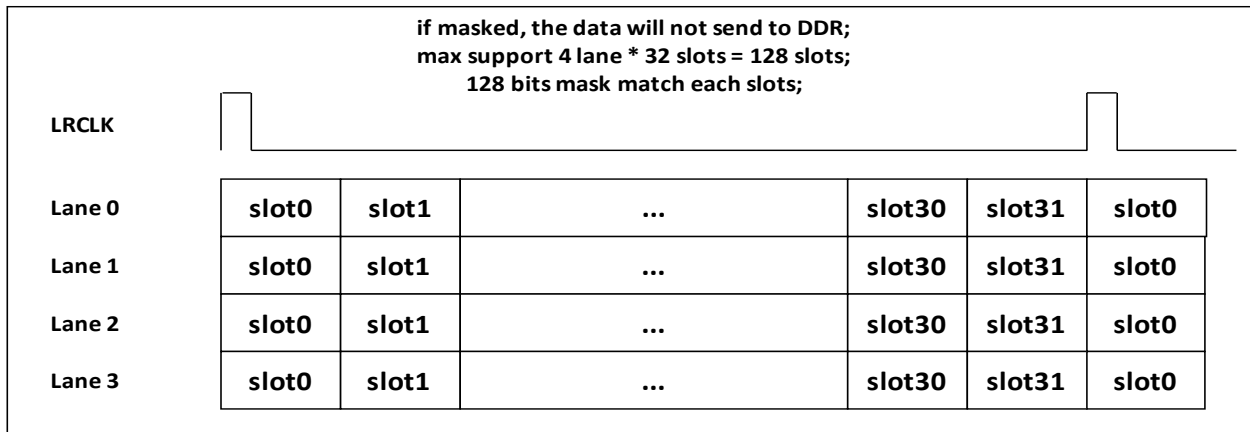 if masked, the data will not send to DDR;
max support 4 lane * 32 slots = 128 slots;
128 bits mask match each slots;
LRCLK
Lane 0 slot0 slot1 ... slot30 slot31 slot0
Lane 1 slot0 slot1 ... slot30 slot31 slot0
Lane 2 slot0 slot1 ... slot30 slot31 slot0
Lane 3 slot0 slot1 ... slot30 slot31 slot0